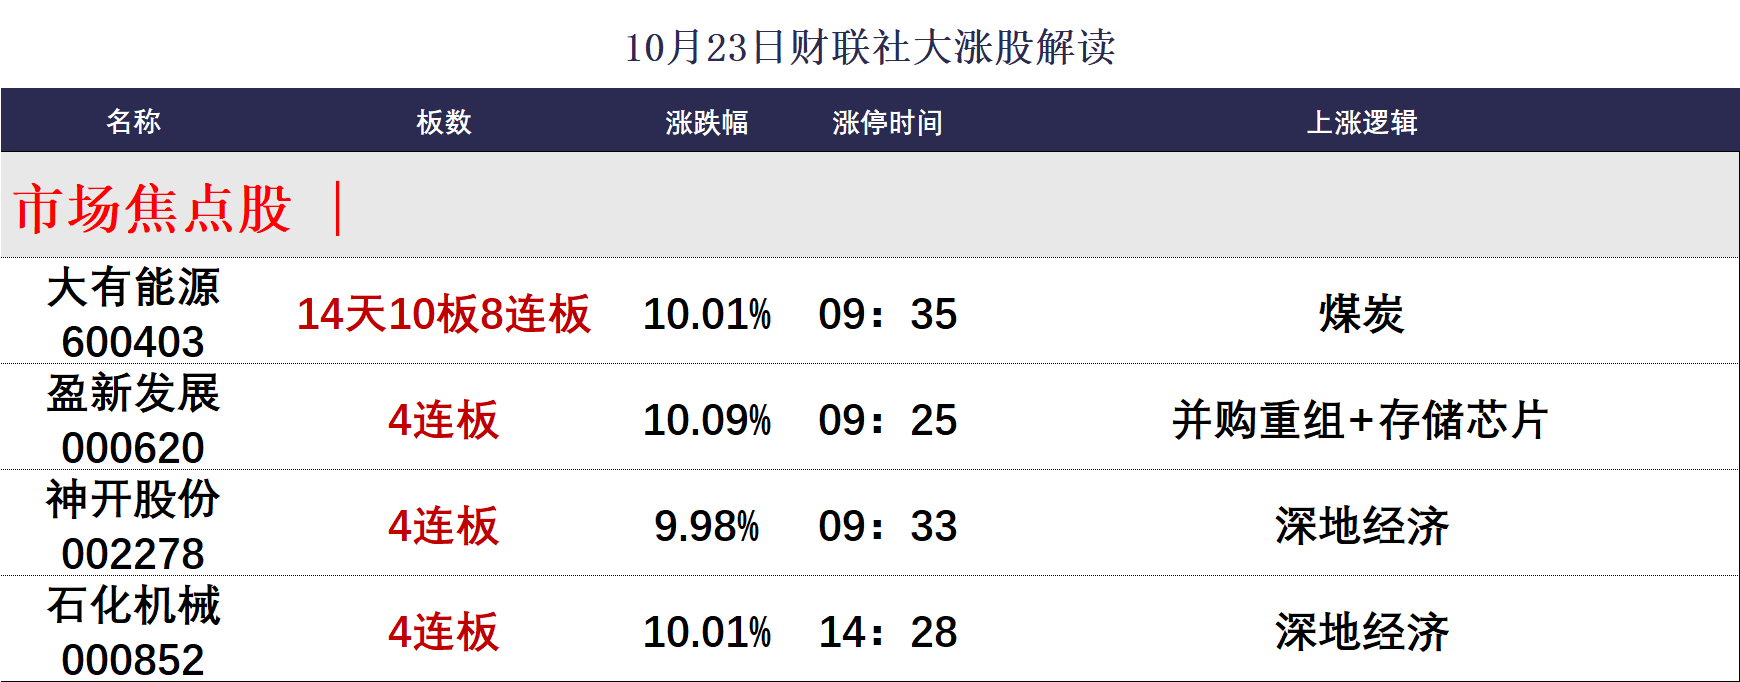 10月23日财联社大涨股解读
名称 板数 涨跌幅 涨停时间 上涨逻辑
市场焦点股 ｜
大有能源
600403 14天10板8连板 10.01% 09：35 煤炭
盈新发展
000620 4连板 10.09% 09：25 并购重组+存储芯片
神开股份
002278 4连板 9.98% 09：33 深地经济
石化机械
000852 4连板 10.01% 14：28 深地经济